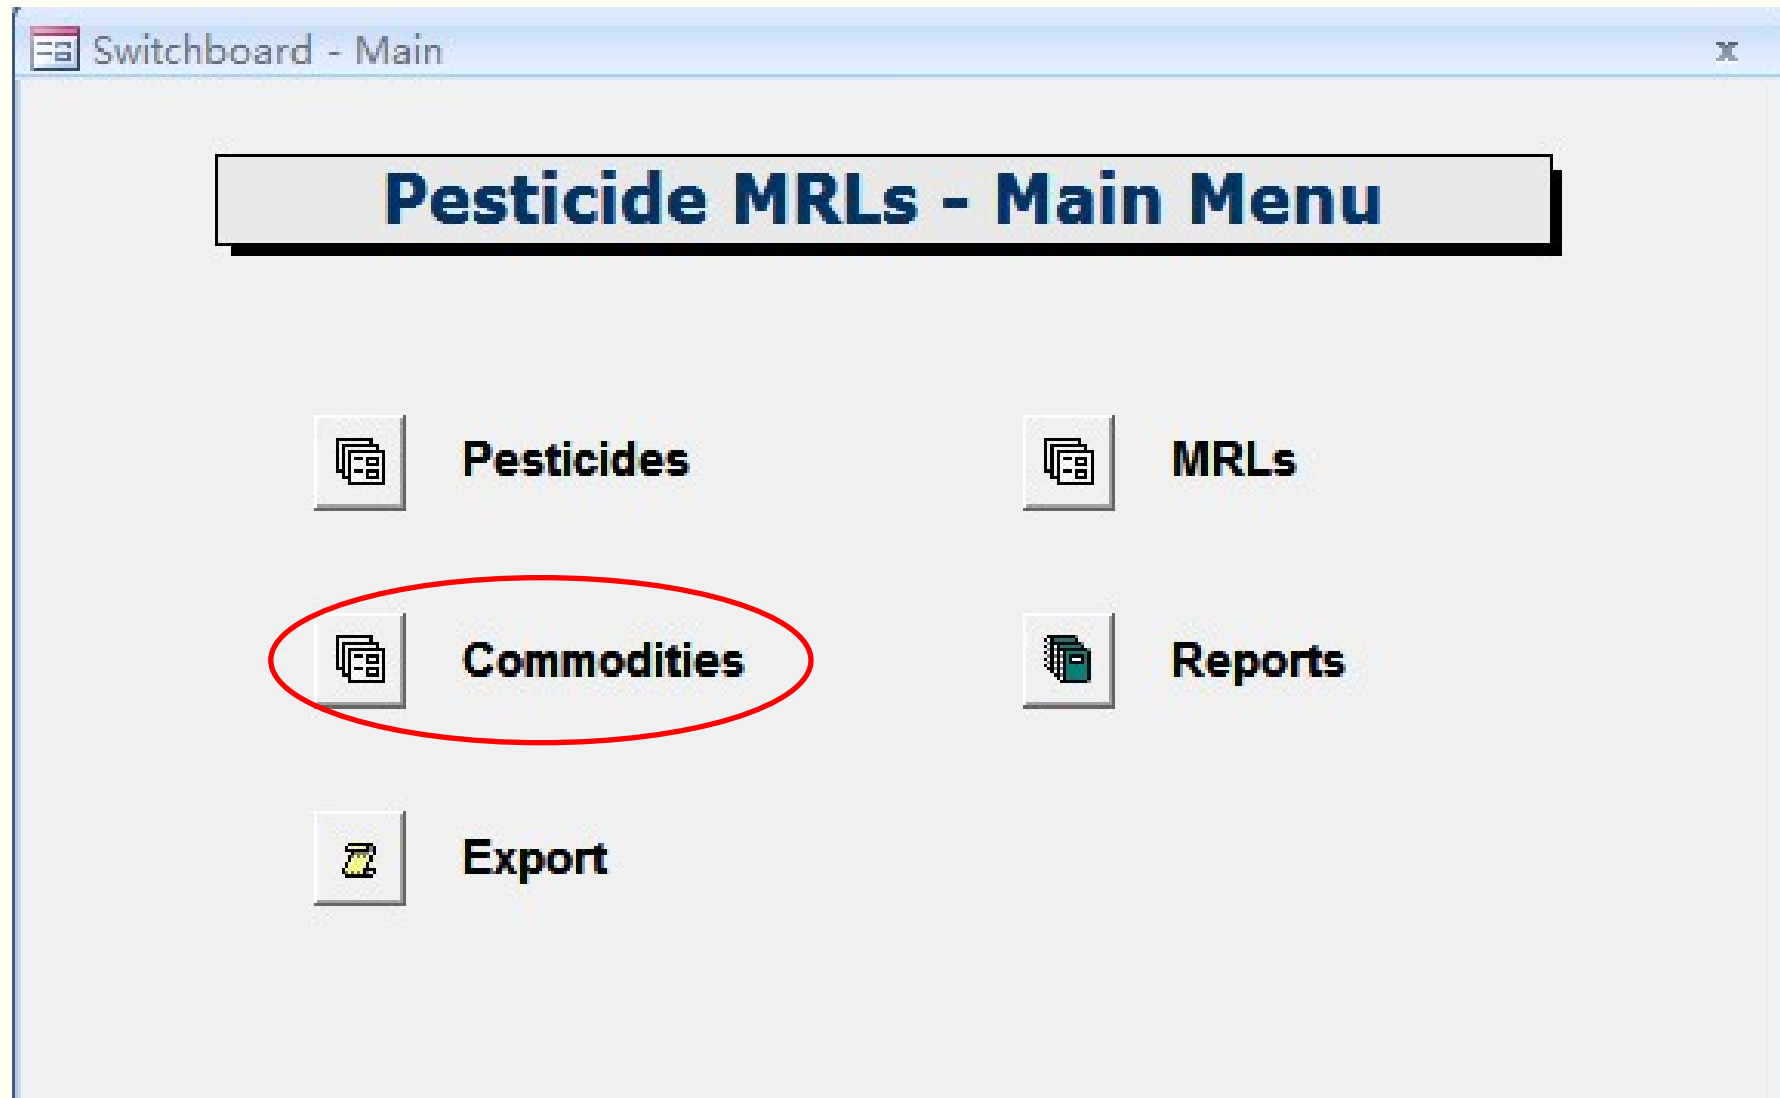 Switchboard - Main
Pesticide MRLs - Main Menu
Pesticides
MRLs
Commodities
Reports
Export